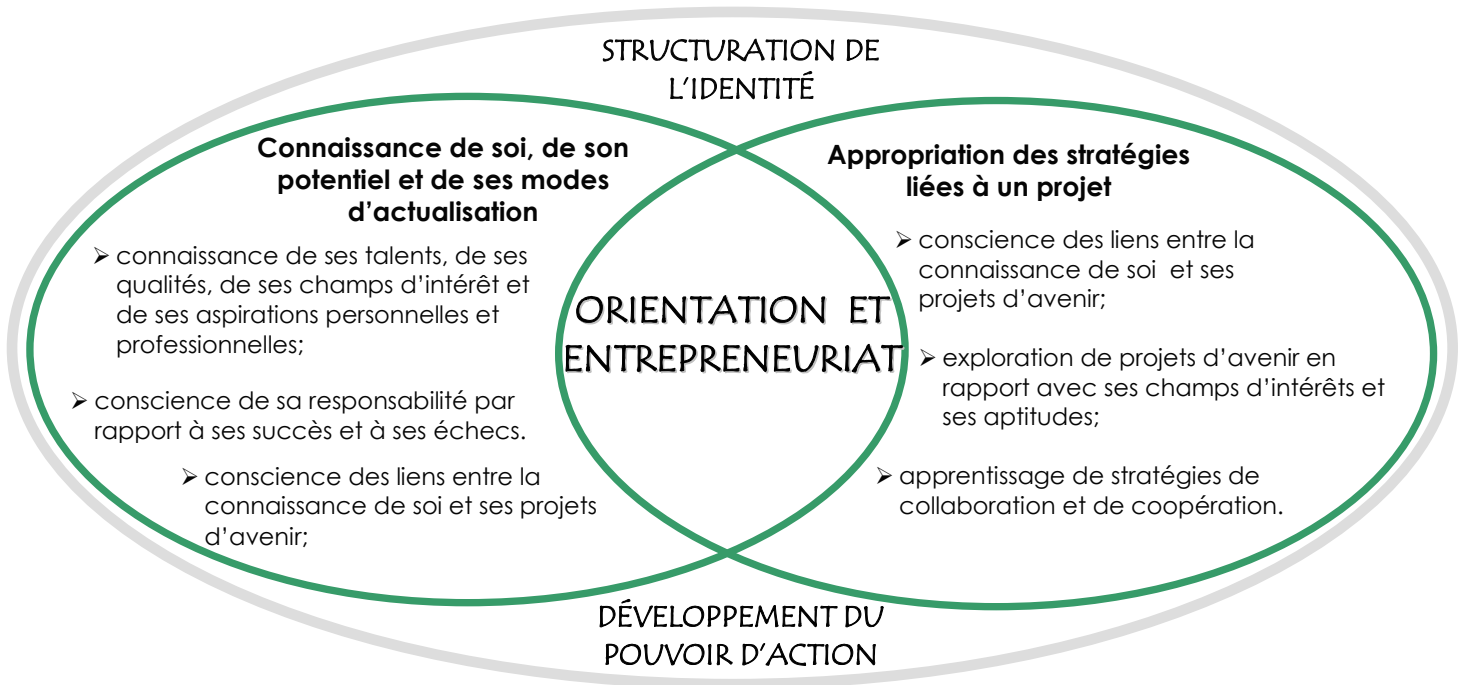 STRUCTURATION DE
L'IDENTITÉ
Connaissance de soi, de son
potentiel et de ses modes
d'actualisation
➢ connaissance de ses talents, de ses
qualités, de ses champs d'intérêt et
de ses aspirations personnelles et
professionnelles;
➢ conscience de sa responsabilité par
rapport à ses succès et à ses échecs.
➢ conscience des liens entre la
connaissance de soi et ses projets
d'avenir;
ORIENTATION ET
ENTREPRENEURIAT
Appropriation des stratégies
liées à un projet
➢ conscience des liens entre la
connaissance de soi et ses
projets d'avenir;
➢ exploration de projets d'avenir en
rapport avec ses champs d'intérêts et
ses aptitudes;
➢ apprentissage de stratégies de
collaboration et de coopération.
DÉVELOPPEMENT DU
POUVOIR D'ACTION